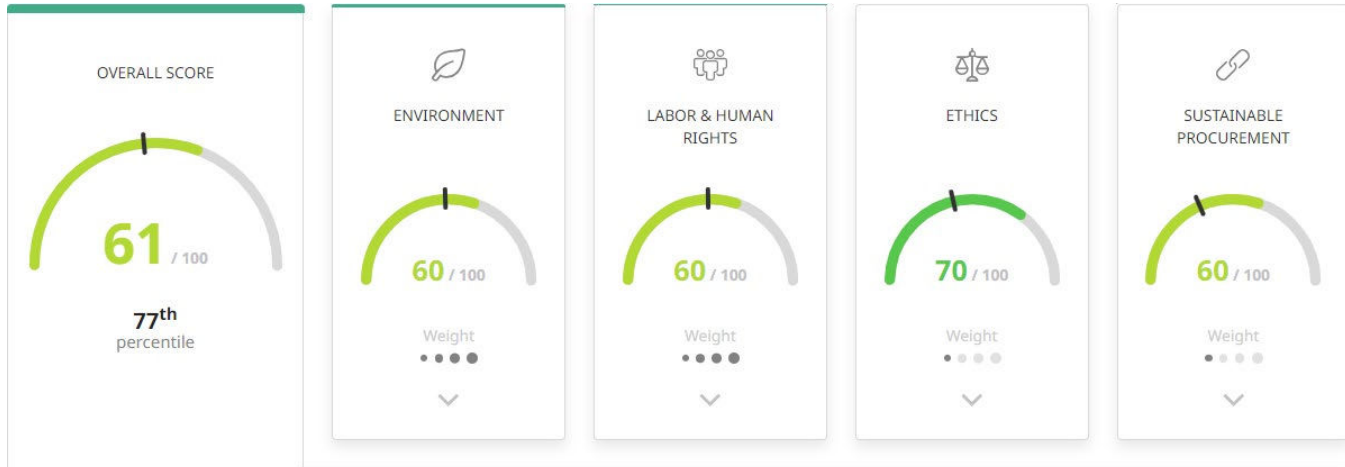 OVERALL SCORE
61 / 100
77th
percentile
ENVIRONMENT
60 / 100
Weight
LABOR & HUMAN
RIGHTS
60 / 100
Weight
ETHICS
70 / 100
Weight
SUSTAINABLE
PROCUREMENT
60 / 100
Weight